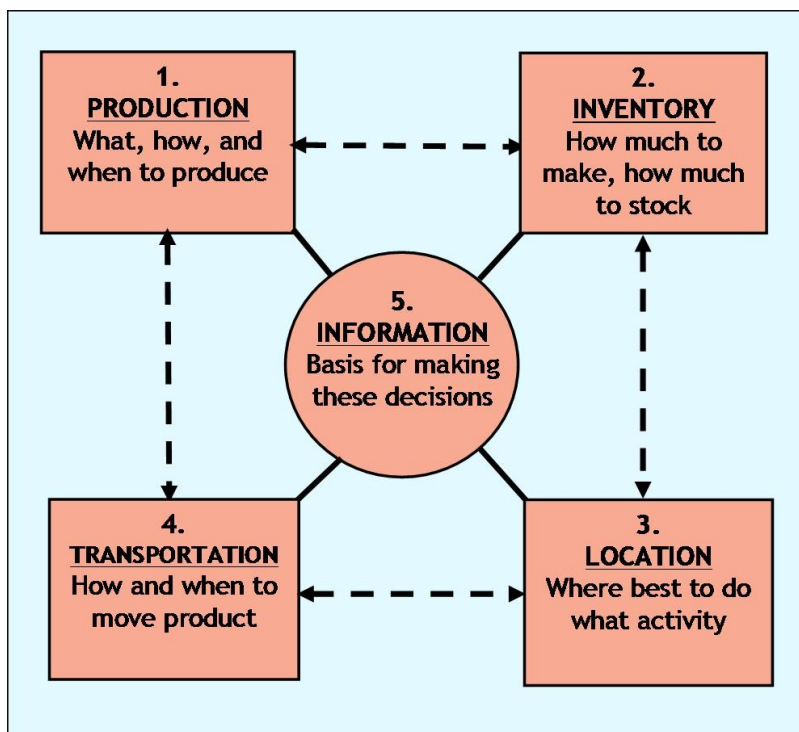 1.
PRODUCTION
What, how, and
when to produce
2.
INVENTORY
How much to
make, how much
to stock
5.
INFORMATION
Basis for making
these decisions
4.
TRANSPORTATION
How and when to
move product
3.
LOCATION
Where best to do
what activity